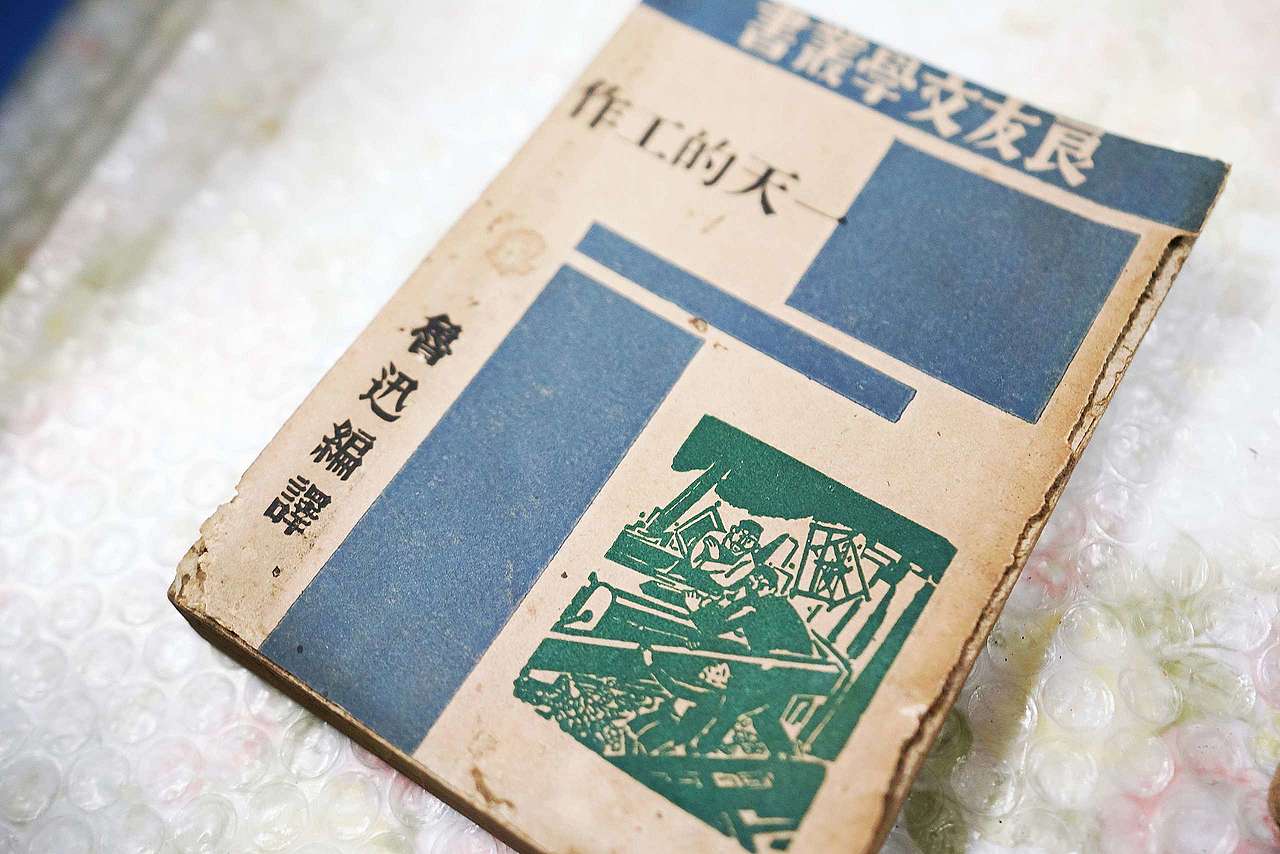 良友文學叢書
一天的工作
魯迅編譯